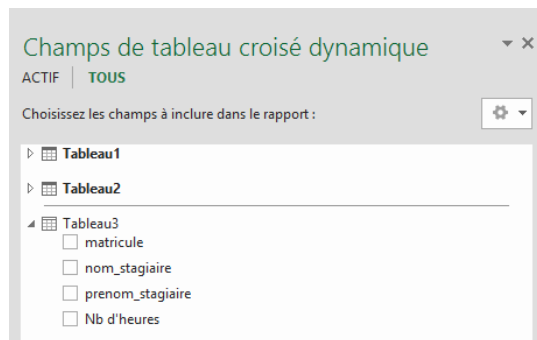 Champs de tableau croisé dynamique
ACTIF TOUS
Choisissez les champs à inclure dans le rapport :
Tableau1
Tableau2
Tableau3
matricule
nom_stagiaire
prenom_stagiaire
Nb d'heures